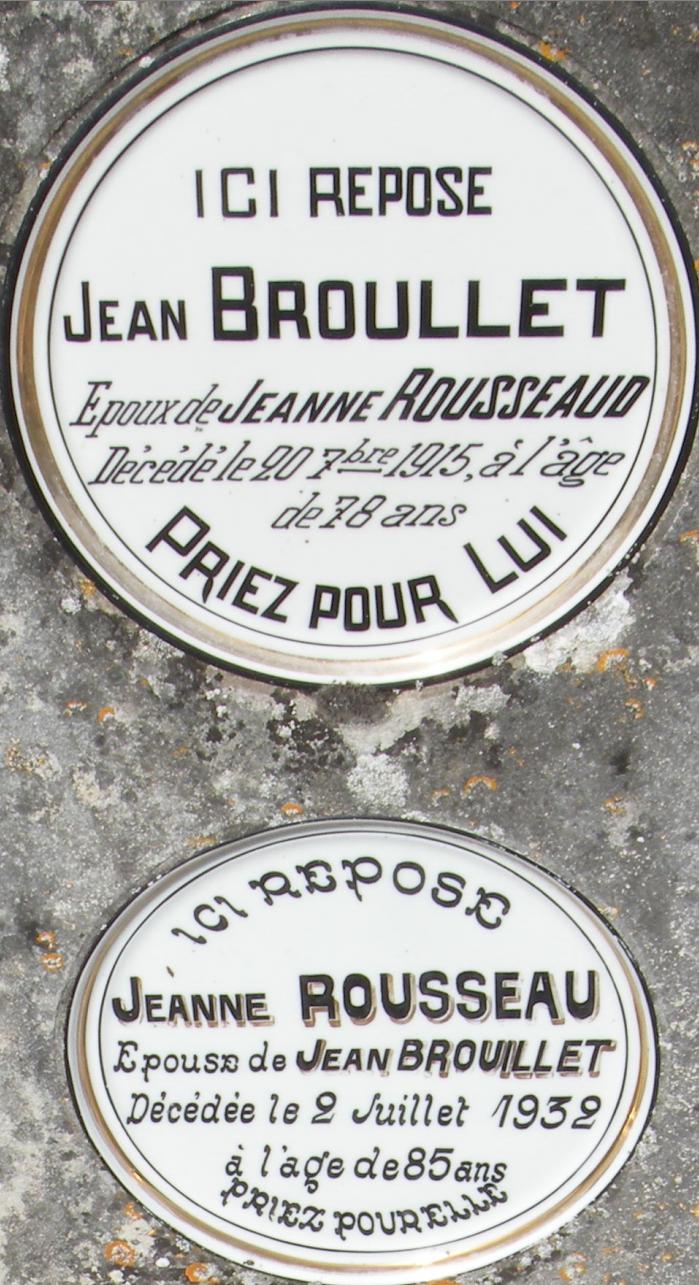 ICI REPOSE
JEAN BROULLET
Epoux de JEANNE ROUSSEAUD
Décédé le 20 7bre 1915, á l'âge
de 78 ans
PRIEZ POUR LUI
ICI REPOSE
JEANNE ROUSSEAU
Epouse de JEAN BROUILLET
Décédée le 2 Juillet 1932
à l'age de 85 ans
PRIEZ POUR ELLE